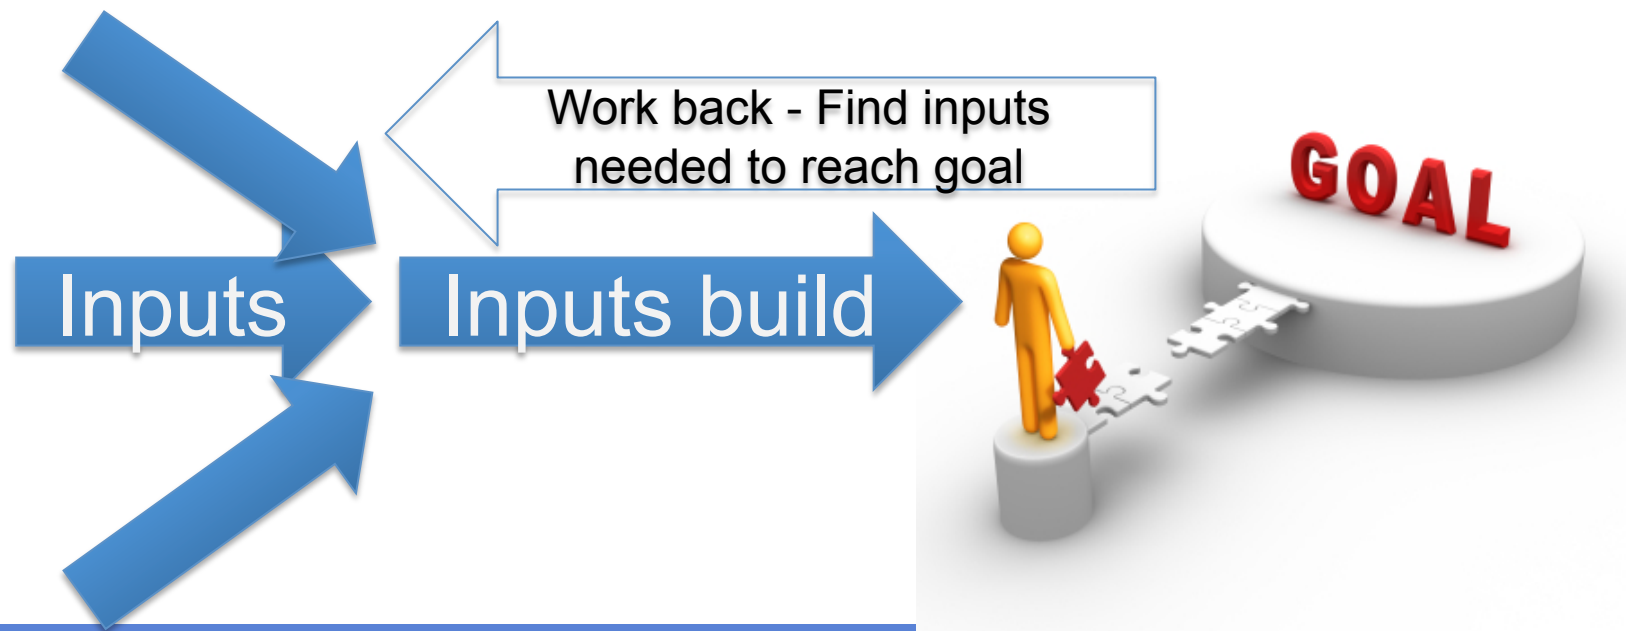 Work back - Find inputs
needed to reach goal
GOAL
Inputs
Inputs build